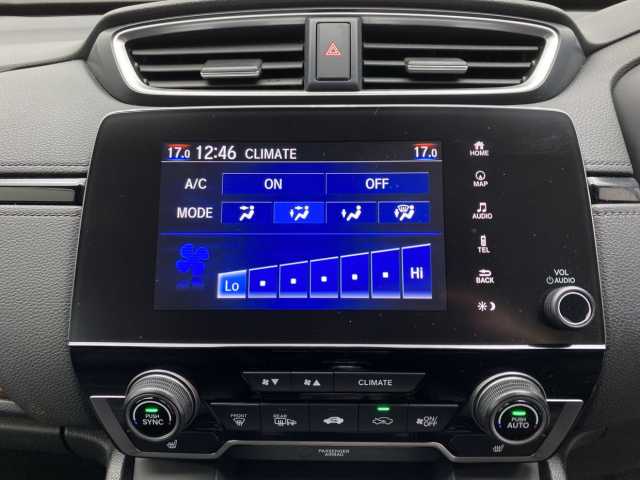 17.0 12:46 CLIMATE 17.0
A/C ON OFF
MODE
Lo Hi
HOME
MAP
AUDIO
TEL
BACK
VOL
AUDIO
CLIMATE
PUSH
SYNC
FRONT
REAR
ON/
OFF
PUSH
AUTO
PASSENGER
AIRBAG